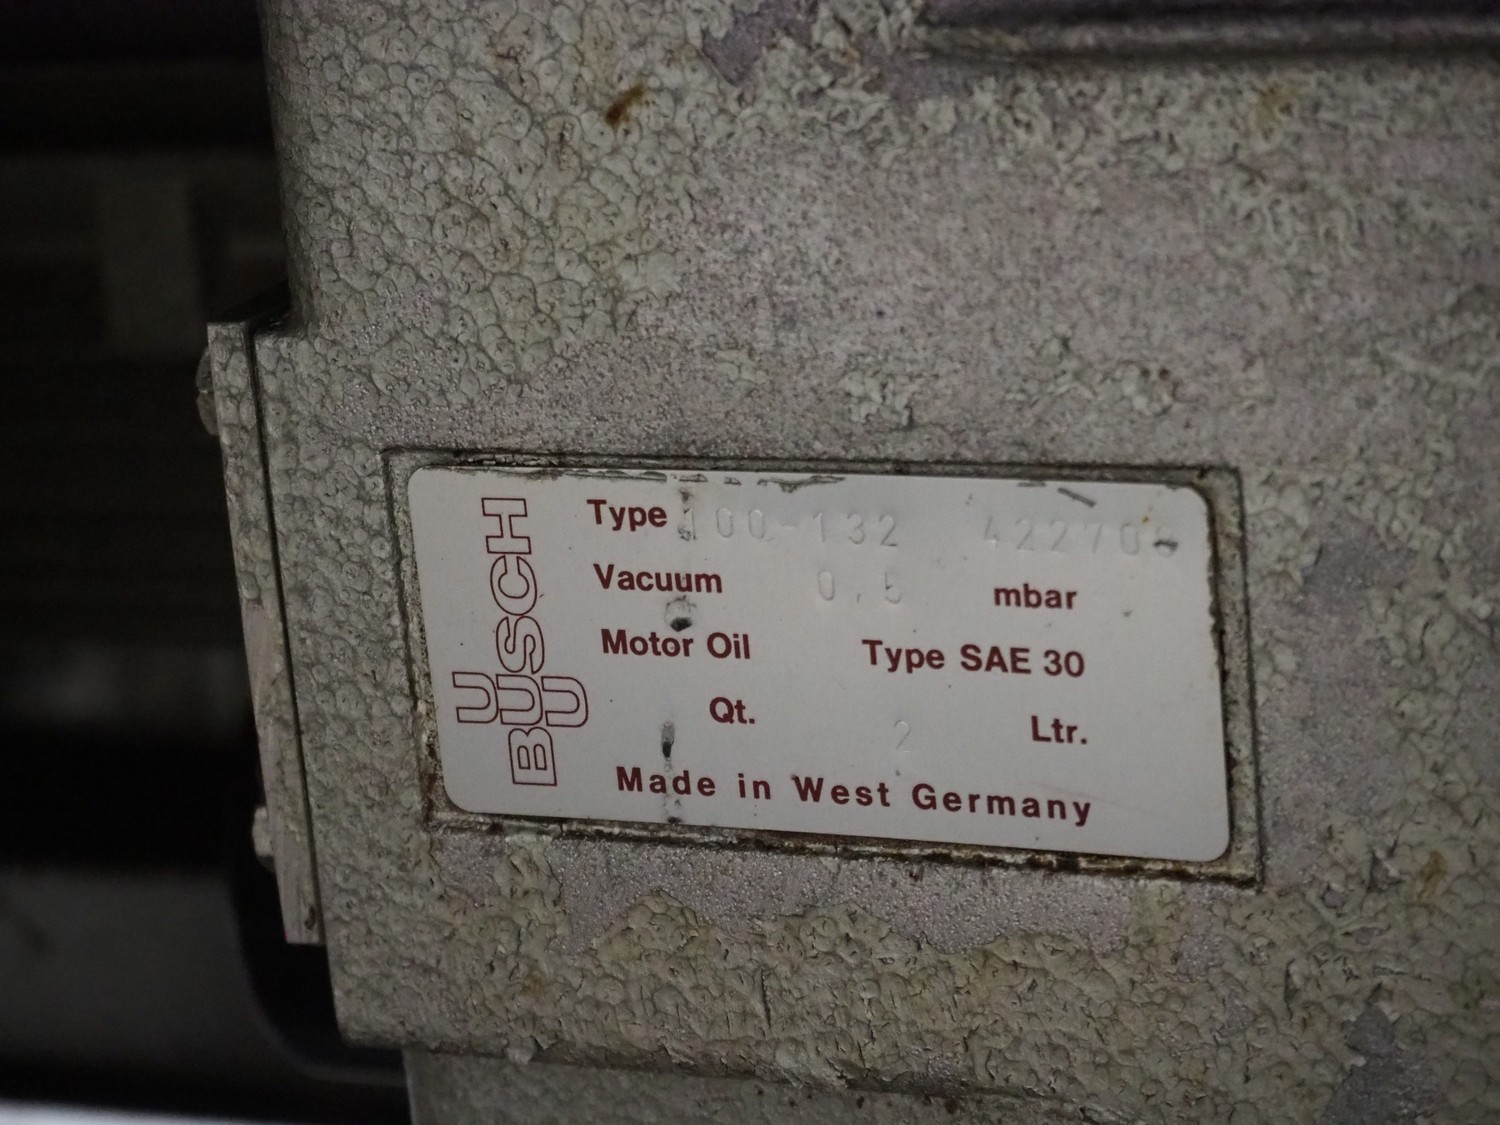 BUSCH
U
U
Type 100-132 42270
Vacuum 0,5 mbar
Motor Oil Type SAE 30
Qt. 2 Ltr.
Made in West Germany